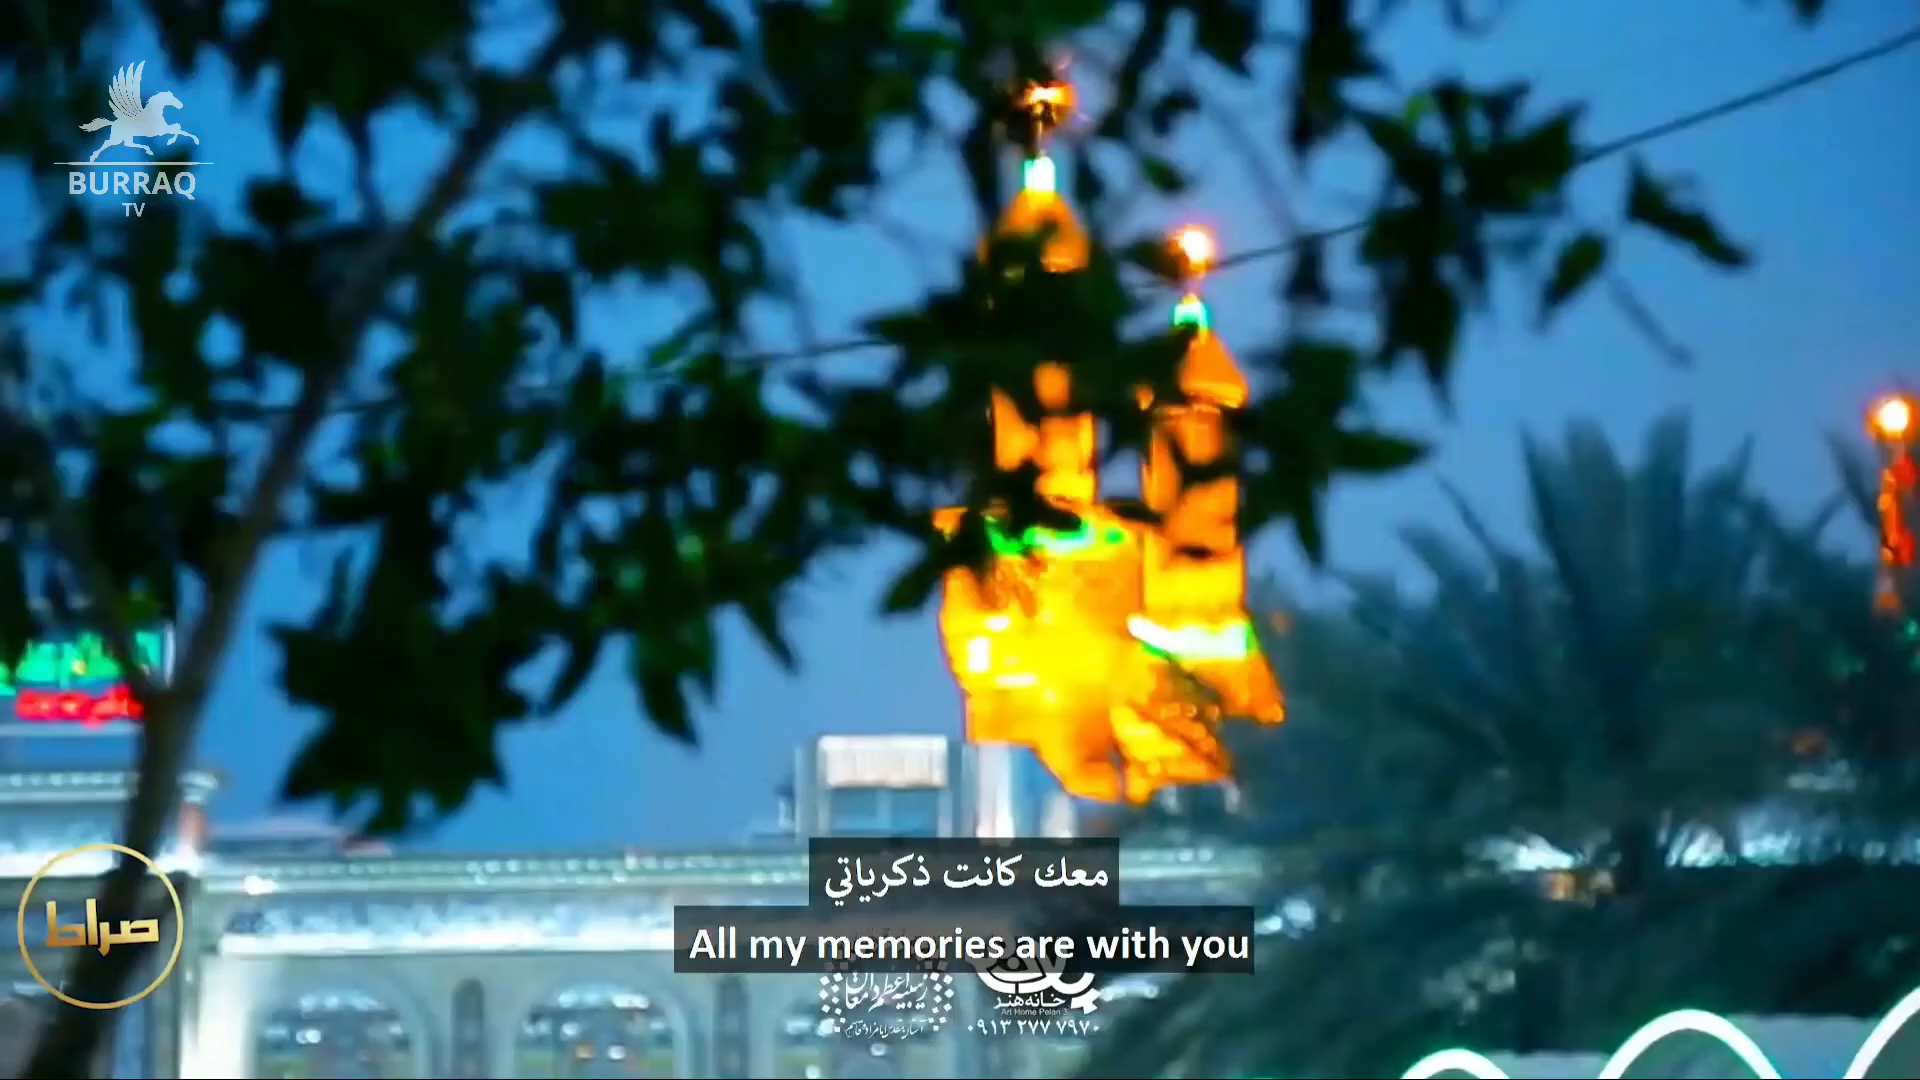 BURRAQ
TV
صراط
معك كانت ذكرياتي
All my memories are with you
خانه هنر
Art Home Pelan 3
۰۹۱۳ ۲۷۷ ۷۹۷۰